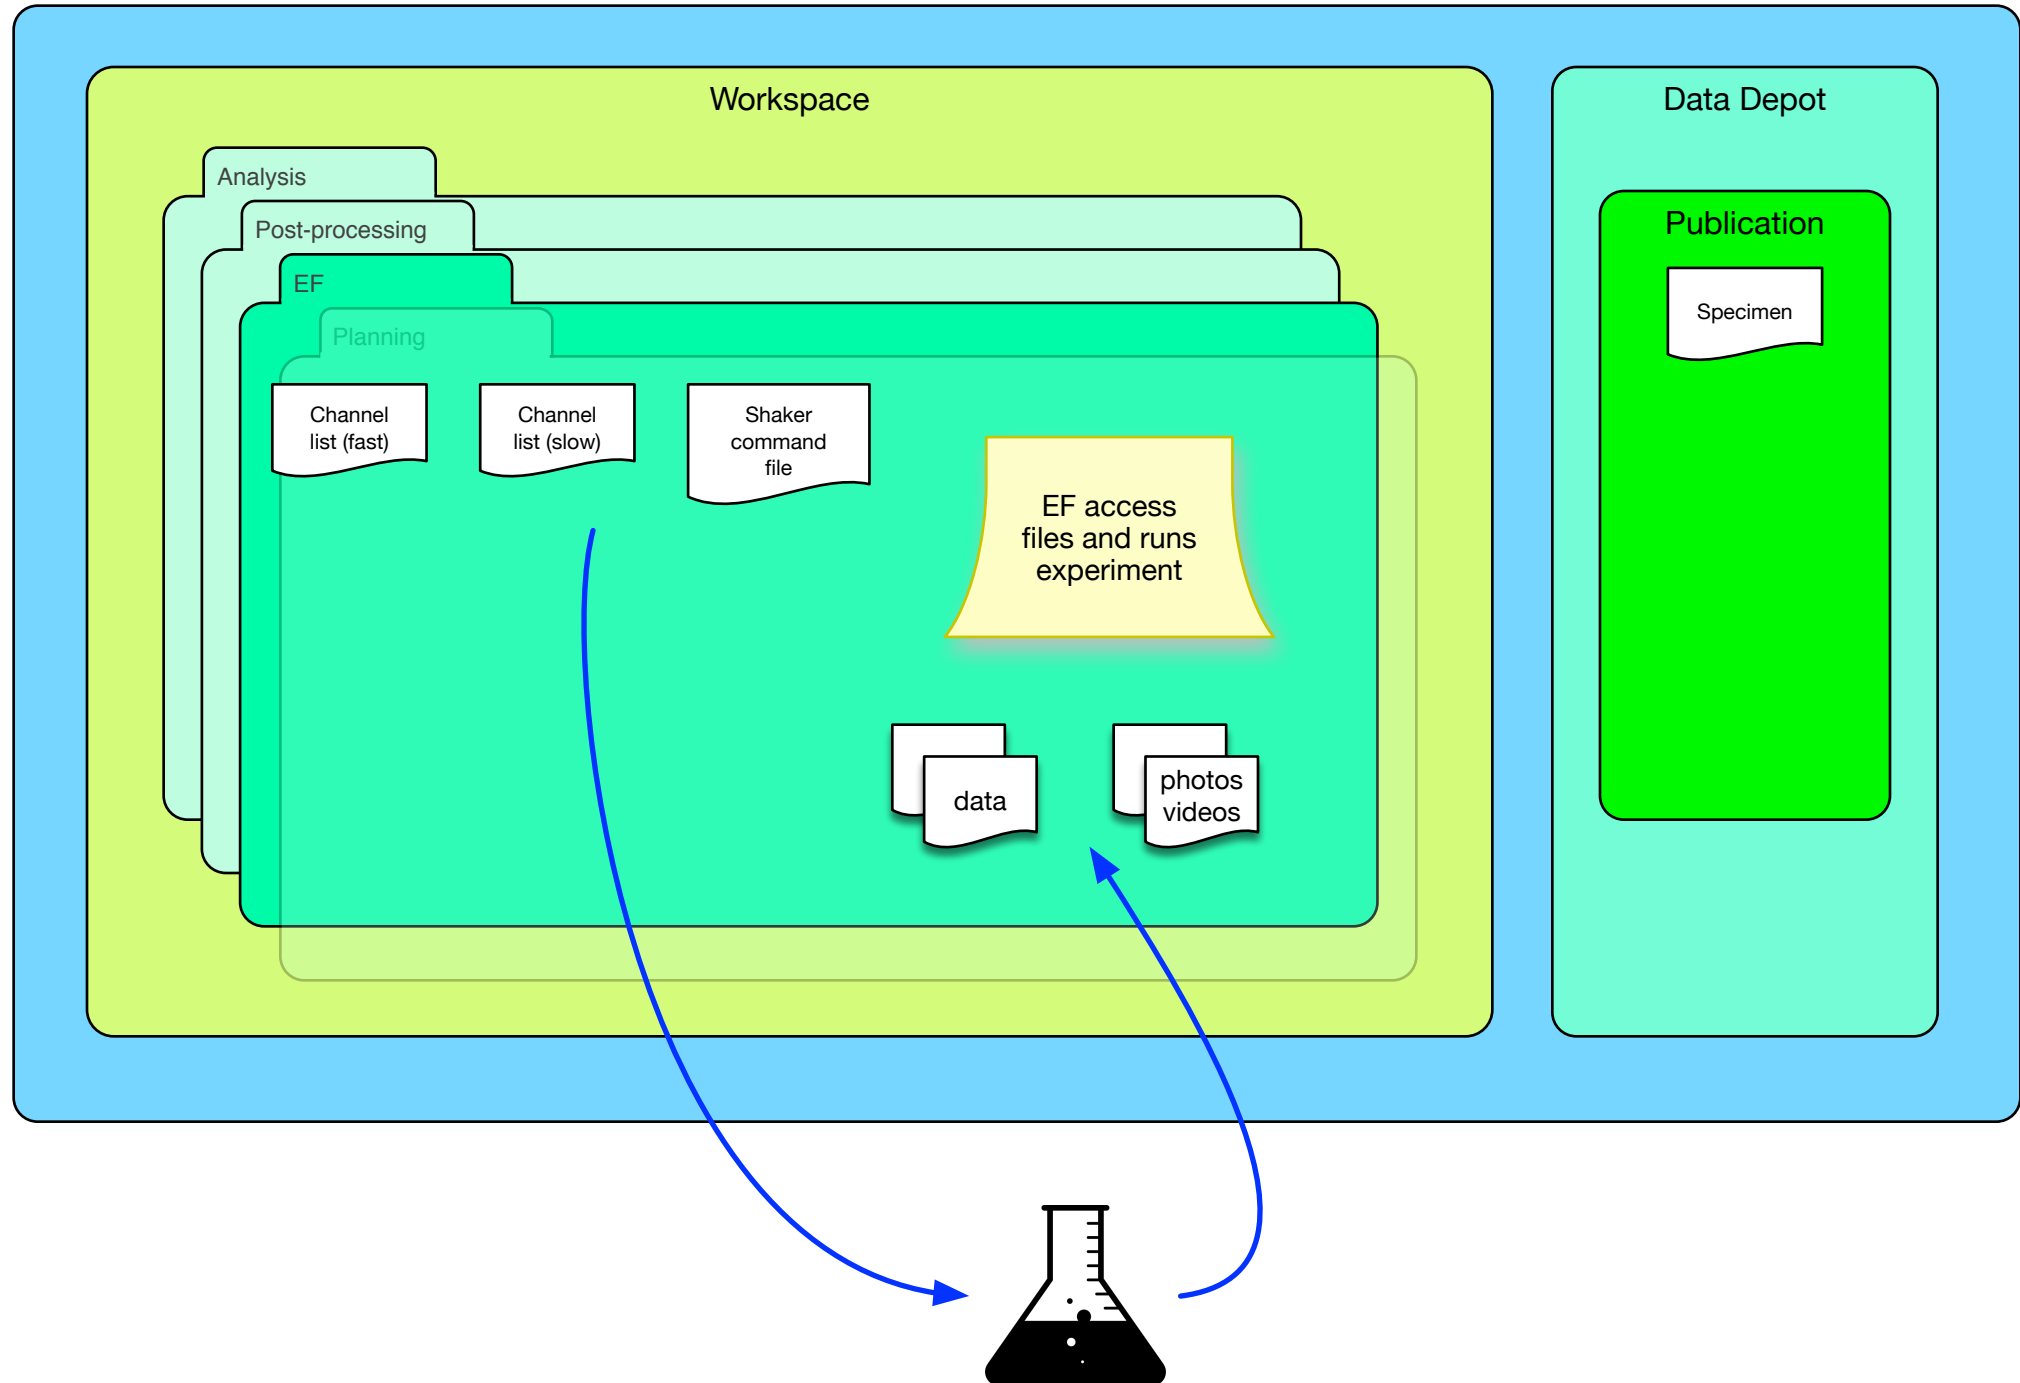 Workspace
Data Depot
Analysis
Post-processing
EF
Planning
Publication
Specimen
Channel
list (fast)
Channel
list (slow)
Shaker
command
file
EF access
files and runs
experiment
data
photos
videos